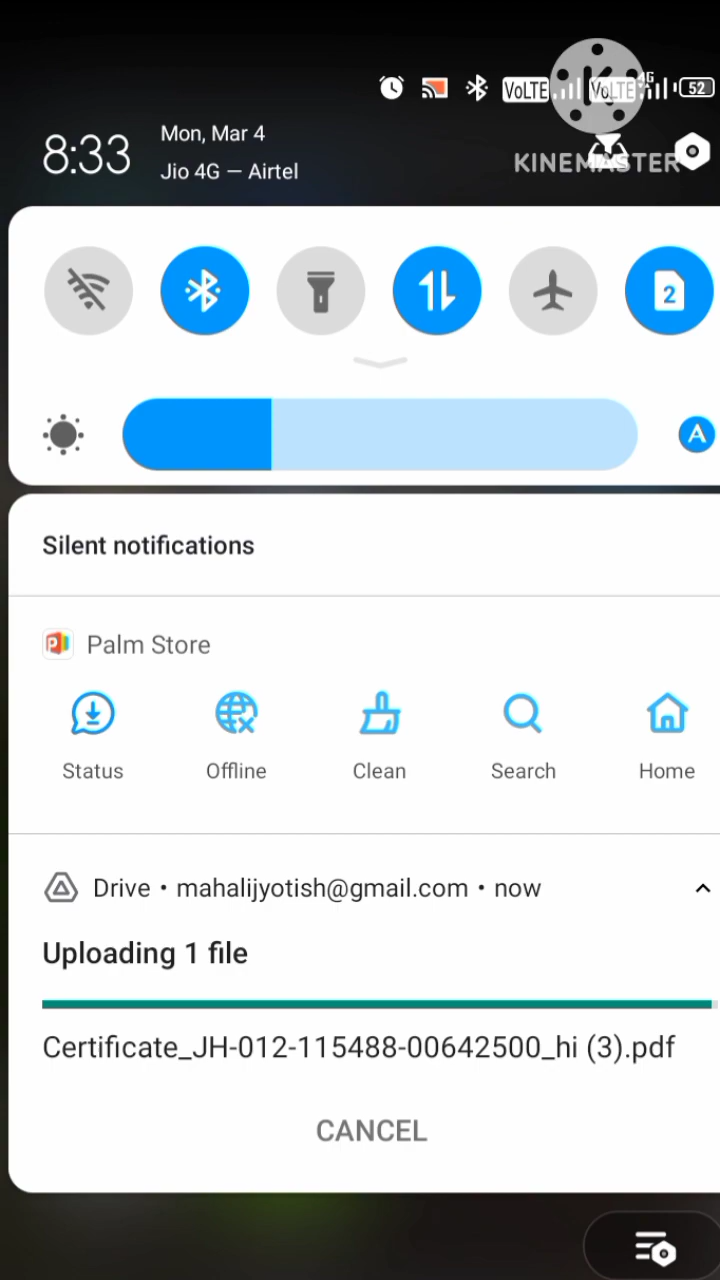 VoLTE VoLTE 4G 52
8:33
Mon, Mar 4
Jio 4G — Airtel
KINEMASTER
2
A
Silent notifications
Palm Store
Status Offline Clean Search Home
Drive • mahalijyotish@gmail.com • now
Uploading 1 file
Certificate_JH-012-115488-00642500_hi (3).pdf
CANCEL